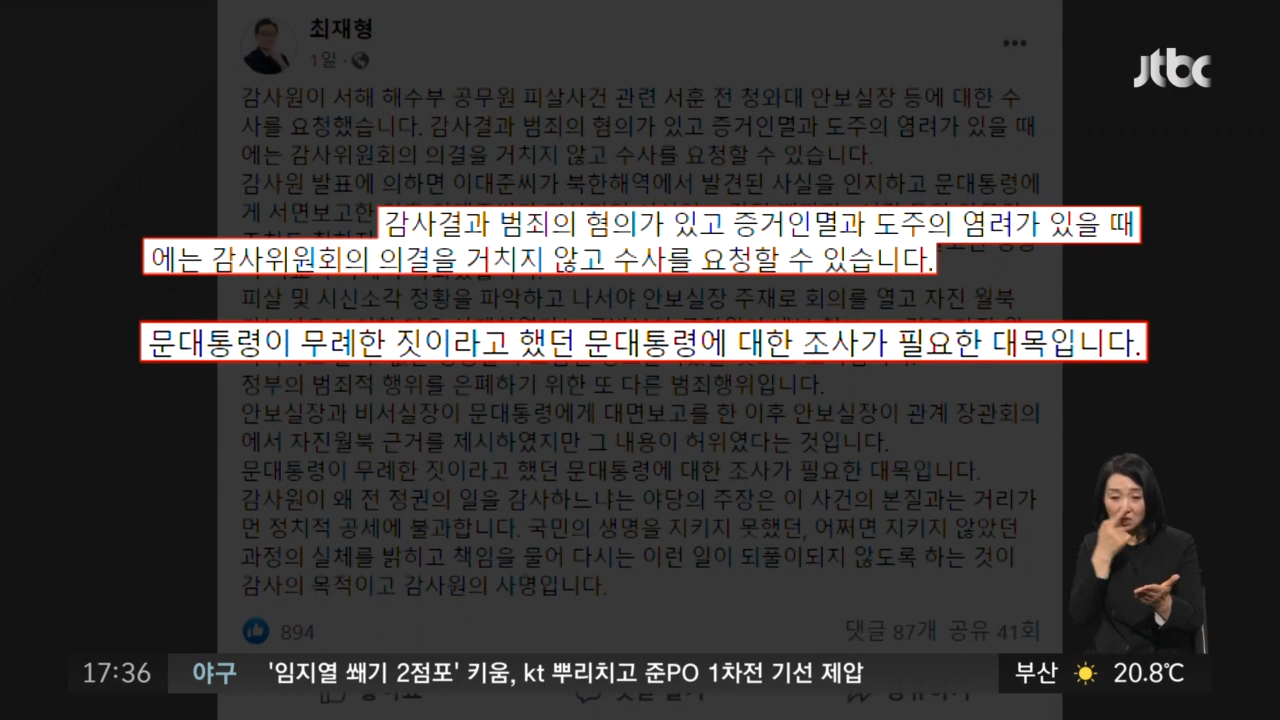 최재형
1일
jtbc
감사원이 서해 해수부 공무원 피살사건 관련 서훈 전 청와대 안보실장 등에 대한 수
사를 요청했습니다. 감사결과 범죄의 혐의가 있고 증거인멸과 도주의 염려가 있을 때
에는 감사위원회의 의결을 거치지 않고 수사를 요청할 수 있습니다.
감사원 발표에 의하면 이대준씨가 북한해역에서 발견된 사실을 인지하고 문대통령에
게 서면보고한
감사결과 범죄의 혐의가 있고 증거인멸과 도주의 염려가 있을 때
에는 감사위원회의 의결을 거치지 않고 수사를 요청할 수 있습니다.
피살 및 시신소각 정황을 파악하고 나서야 안보실장 주재로 회의를 열고 자진 월북
문대통령이 무례한 짓이라고 했던 문대통령에 대한 조사가 필요한 대목입니다.
정부의 범죄적 행위를 은폐하기 위한 또 다른 범죄행위입니다.
안보실장과 비서실장이 문대통령에게 대면보고를 한 이후 안보실장이 관계 장관회의
에서 자진월북 근거를 제시하였지만 그 내용이 허위였다는 것입니다.
문대통령이 무례한 짓이라고 했던 문대통령에 대한 조사가 필요한 대목입니다.
감사원이 왜 전 정권의 일을 감사하느냐는 야당의 주장은 이 사건의 본질과는 거리가
먼 정치적 공세에 불과합니다. 국민의 생명을 지키지 못했던, 어쩌면 지키지 않았던
과정의 실체를 밝히고 책임을 물어 다시는 이런 일이 되풀이되지 않도록 하는 것이
감사의 목적이고 감사원의 사명입니다.
894
댓글 87개 공유 41회
17:36 야구 '임지열 쐐기 2점포' 키움, kt 뿌리치고 준PO 1차전 기선 제압 부산 20.8℃